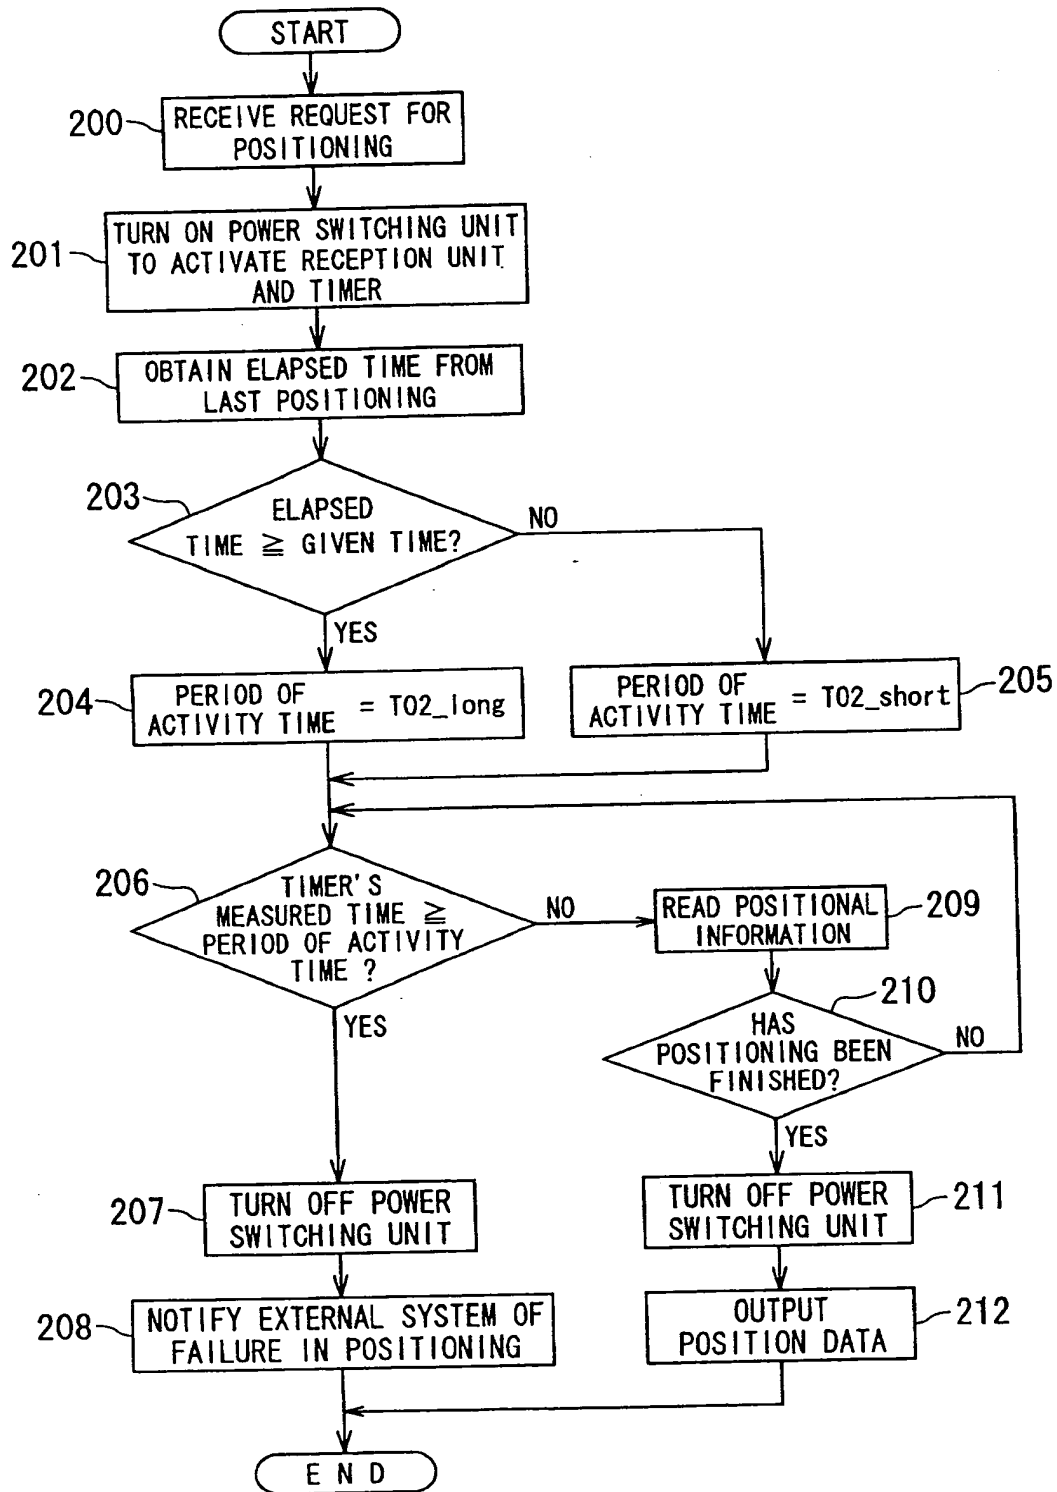 START
200
RECEIVE REQUEST FOR
POSITIONING
201
TURN ON POWER SWITCHING UNIT
TO ACTIVATE RECEPTION UNIT
AND TIMER
202
OBTAIN ELAPSED TIME FROM
LAST POSITIONING
203
ELAPSED
TIME ≧ GIVEN TIME?
NO
YES
204
PERIOD OF
ACTIVITY TIME = TO2_long
PERIOD OF
ACTIVITY TIME = TO2_short
205
206
TIMER'S
MEASURED TIME ≧
PERIOD OF ACTIVITY
TIME ?
NO
READ POSITIONAL
INFORMATION
209
210
HAS
POSITIONING BEEN
FINISHED?
NO
YES
YES
207
TURN OFF POWER
SWITCHING UNIT
TURN OFF POWER
SWITCHING UNIT
211
208
NOTIFY EXTERNAL SYSTEM OF
FAILURE IN POSITIONING
OUTPUT
POSITION DATA
212
END